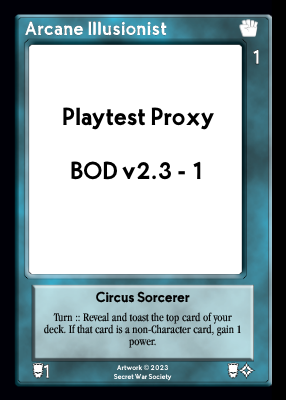 Arcane Illusionist
1
Playtest Proxy
BOD v2.3 - 1
Circus Sorcerer
Turn :: Reveal and toast the top card of your
deck. If that card is a non-Character card, gain 1
power.
1
Artwork © 2023
Secret War Society